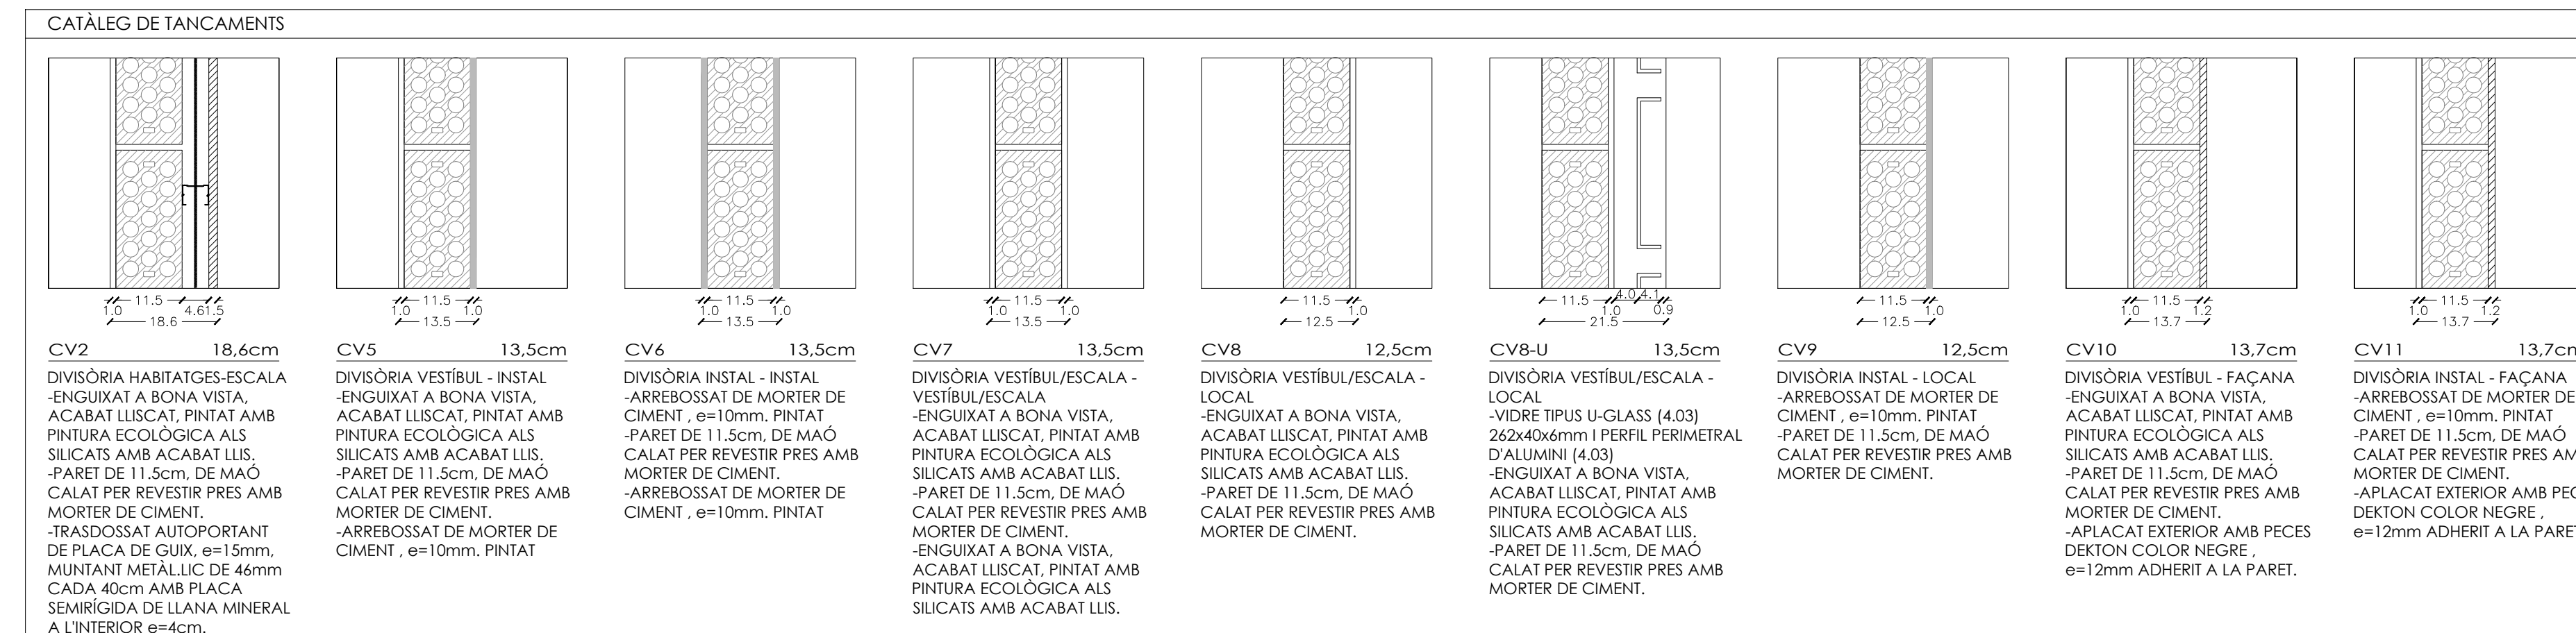 CATÀLEG DE TANCAMENTS
11.5
1.0 4.61.5
18.6
CV2 18,6cm
DIVISÒRIA HABITATGES-ESCALA
-ENGUIXAT A BONA VISTA,
ACABAT LLISCAT, PINTAT AMB
PINTURA ECOLÒGICA ALS
SILICATS AMB ACABAT LLIS.
-PARET DE 11.5cm, DE MAÓ
CALAT PER REVESTIR PRES AMB
MORTER DE CIMENT.
-TRASDOSSAT AUTOPORTANT
DE PLACA DE GUIX, e=15mm,
MUNTANT METÀL.LIC DE 46mm
CADA 40cm AMB PLACA
SEMIRÍGIDA DE LLANA MINERAL
A L'INTERIOR e=4cm.
11.5
1.0 1.0
13.5
CV5 13,5cm
DIVISÒRIA VESTÍBUL - INSTAL
-ENGUIXAT A BONA VISTA,
ACABAT LLISCAT, PINTAT AMB
PINTURA ECOLÒGICA ALS
SILICATS AMB ACABAT LLIS.
-PARET DE 11.5cm, DE MAÓ
CALAT PER REVESTIR PRES AMB
MORTER DE CIMENT.
-ARREBOSSAT DE MORTER DE
CIMENT , e=10mm. PINTAT
11.5
1.0 1.0
13.5
CV6 13,5cm
DIVISÒRIA INSTAL - INSTAL
-ARREBOSSAT DE MORTER DE
CIMENT , e=10mm. PINTAT
-PARET DE 11.5cm, DE MAÓ
CALAT PER REVESTIR PRES AMB
MORTER DE CIMENT.
-ARREBOSSAT DE MORTER DE
CIMENT , e=10mm. PINTAT
11.5
1.0 1.0
13.5
CV7 13,5cm
DIVISÒRIA VESTÍBUL/ESCALA -
VESTÍBUL/ESCALA
-ENGUIXAT A BONA VISTA,
ACABAT LLISCAT, PINTAT AMB
PINTURA ECOLÒGICA ALS
SILICATS AMB ACABAT LLIS.
-PARET DE 11.5cm, DE MAÓ
CALAT PER REVESTIR PRES AMB
MORTER DE CIMENT.
-ENGUIXAT A BONA VISTA,
ACABAT LLISCAT, PINTAT AMB
PINTURA ECOLÒGICA ALS
SILICATS AMB ACABAT LLIS.
11.5
1.0
12.5
CV8 12,5cm
DIVISÒRIA VESTÍBUL/ESCALA -
LOCAL
-ENGUIXAT A BONA VISTA,
ACABAT LLISCAT, PINTAT AMB
PINTURA ECOLÒGICA ALS
SILICATS AMB ACABAT LLIS.
-PARET DE 11.5cm, DE MAÓ
CALAT PER REVESTIR PRES AMB
MORTER DE CIMENT.
11.5 4.04.1
1.0 0.9
21.5
CV8-U 13,5cm
DIVISÒRIA VESTÍBUL/ESCALA -
LOCAL
-VIDRE TIPUS U-GLASS (4.03)
262x40x6mm I PERFIL PERIMETRAL
D'ALUMINI (4.03)
-ENGUIXAT A BONA VISTA,
ACABAT LLISCAT, PINTAT AMB
PINTURA ECOLÒGICA ALS
SILICATS AMB ACABAT LLIS.
-PARET DE 11.5cm, DE MAÓ
CALAT PER REVESTIR PRES AMB
MORTER DE CIMENT.
11.5
1.0
12.5
CV9 12,5cm
DIVISÒRIA INSTAL - LOCAL
-ARREBOSSAT DE MORTER DE
CIMENT , e=10mm. PINTAT
-PARET DE 11.5cm, DE MAÓ
CALAT PER REVESTIR PRES AMB
MORTER DE CIMENT.
11.5
1.0 1.2
13.7
CV10 13,7cm
DIVISÒRIA VESTÍBUL - FAÇANA
-ENGUIXAT A BONA VISTA,
ACABAT LLISCAT, PINTAT AMB
PINTURA ECOLÒGICA ALS
SILICATS AMB ACABAT LLIS.
-PARET DE 11.5cm, DE MAÓ
CALAT PER REVESTIR PRES AMB
MORTER DE CIMENT.
-APLACAT EXTERIOR AMB PECES
DEKTON COLOR NEGRE ,
e=12mm ADHERIT A LA PARET.
11.5
1.0 1.2
13.7
CV11 13,7cm
DIVISÒRIA INSTAL - FAÇANA
-ARREBOSSAT DE MORTER DE
CIMENT , e=10mm. PINTAT
-PARET DE 11.5cm, DE MAÓ
CALAT PER REVESTIR PRES
MORTER DE CIMENT.
-APLACAT EXTERIOR AMB
DEKTON COLOR NEGRE ,
e=12mm ADHERIT A LA PARET